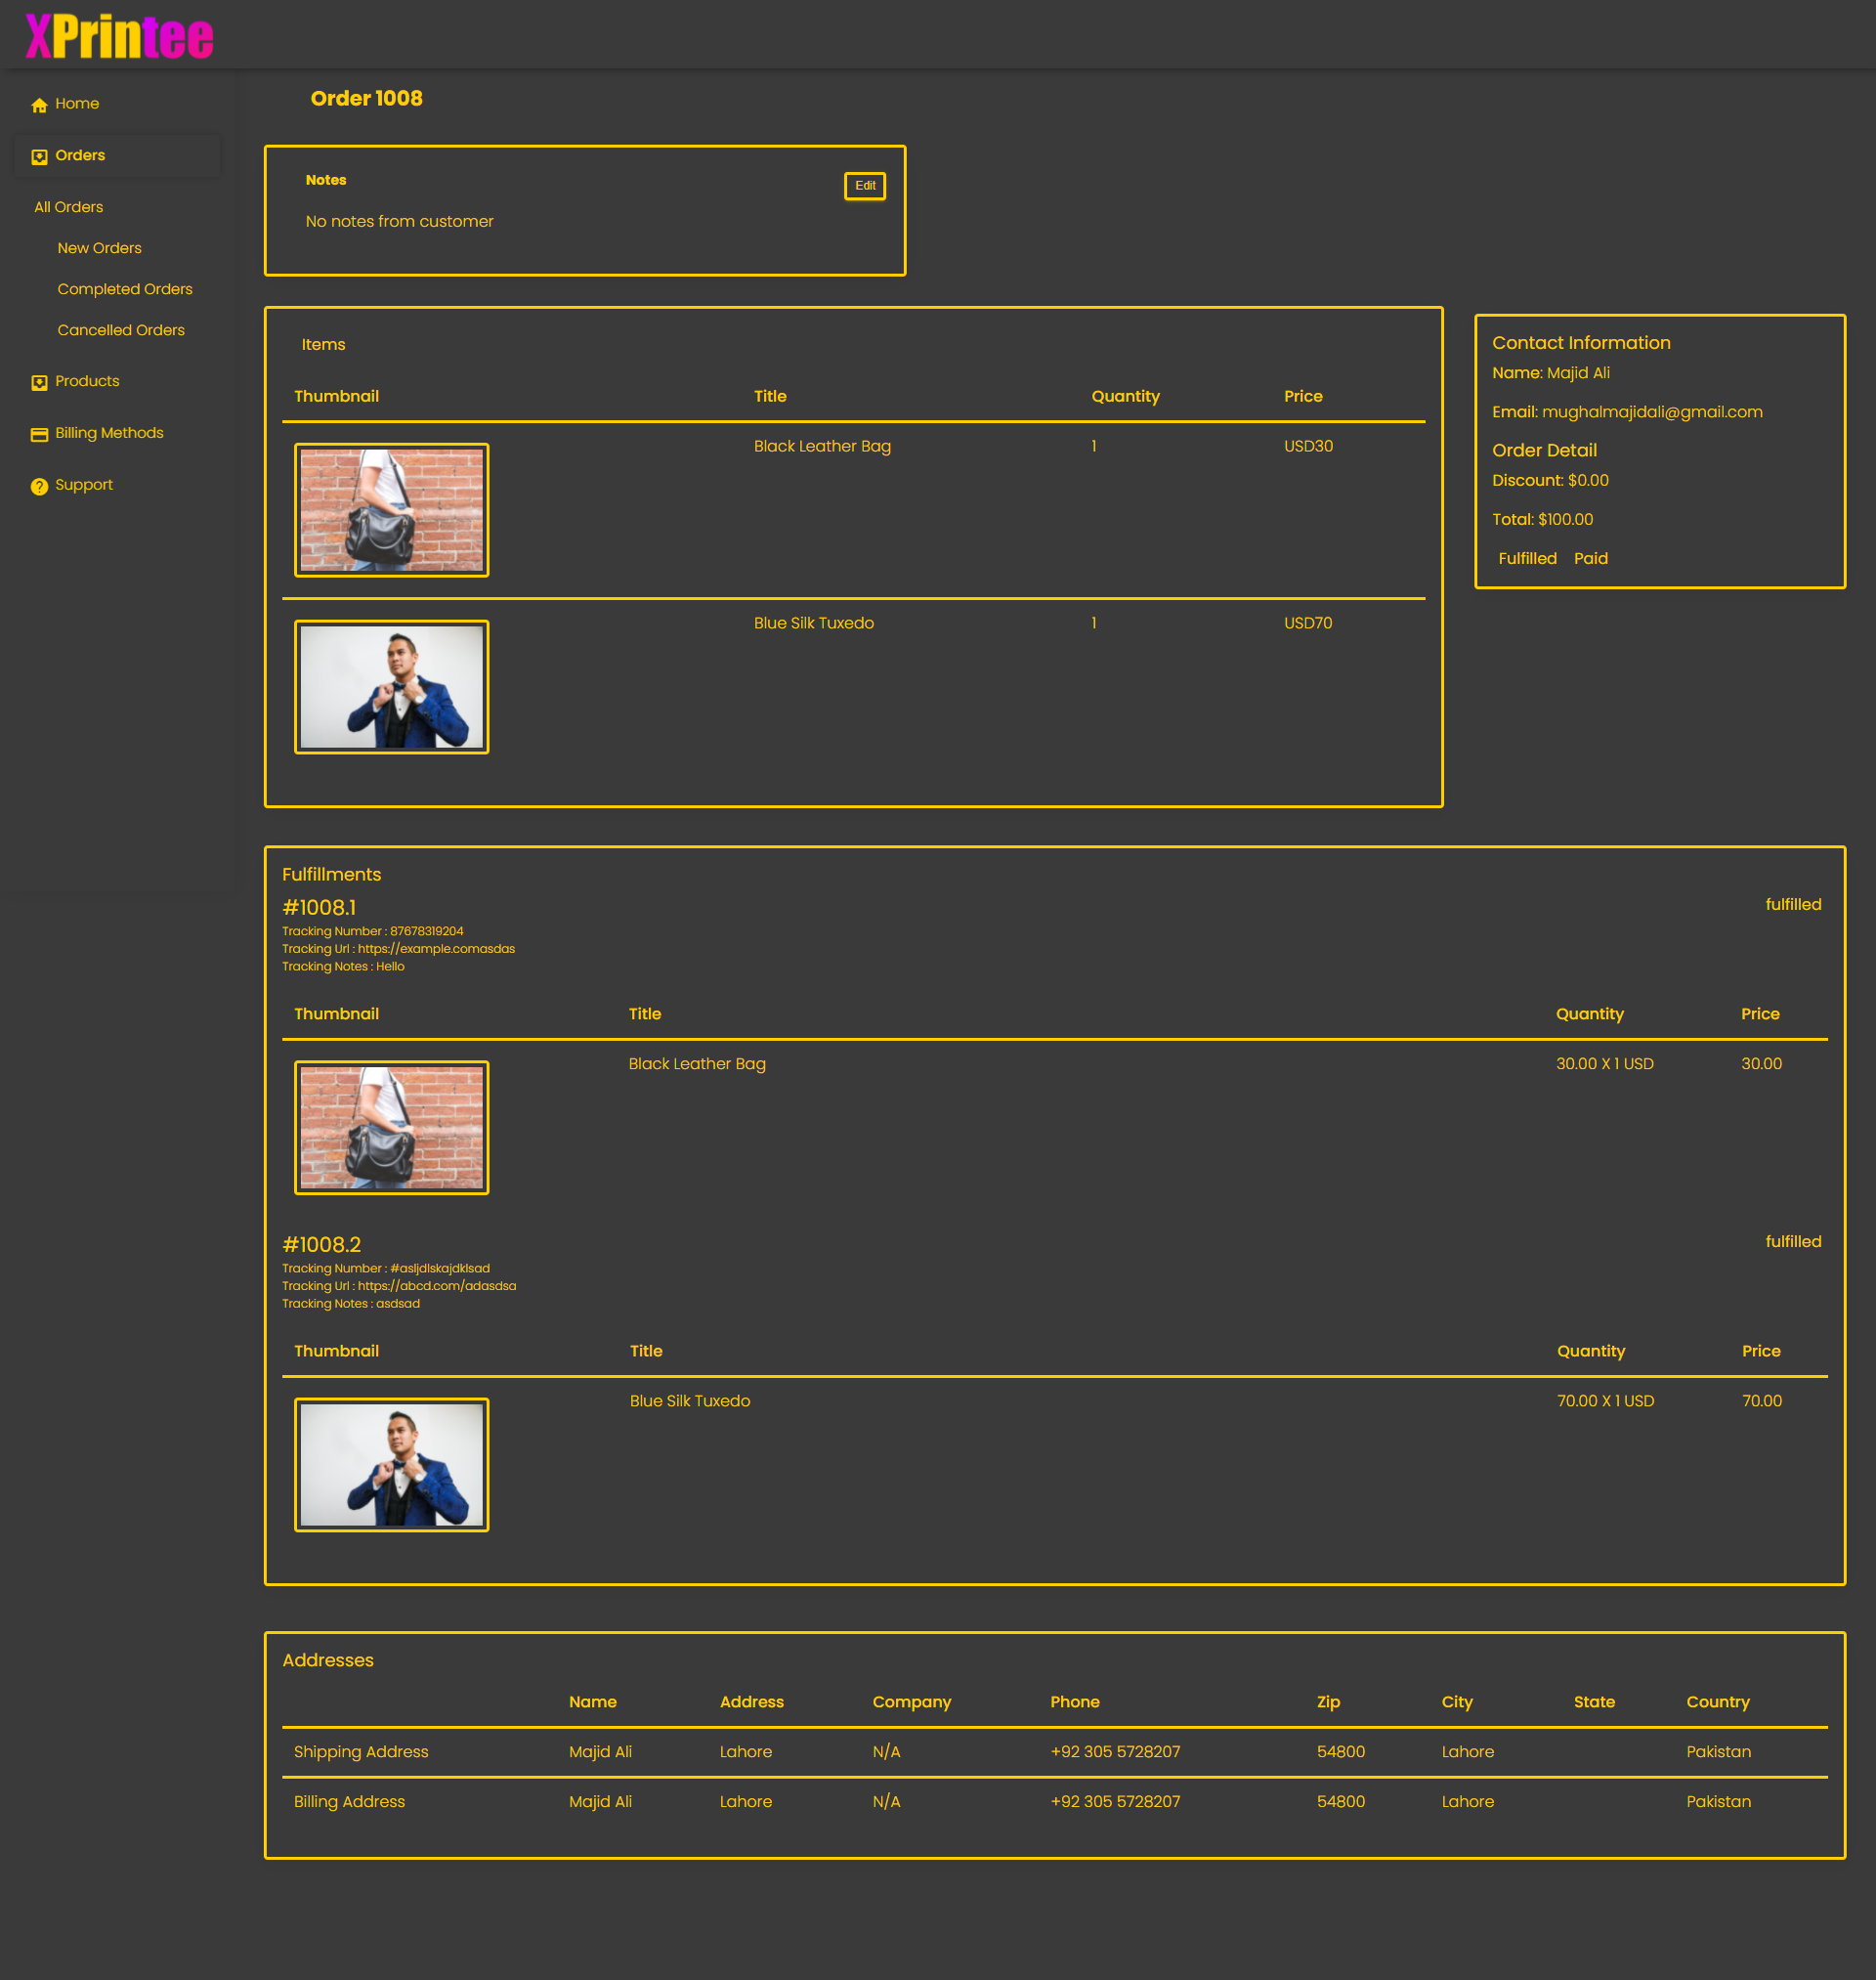 XPrintee
Home
Orders
All Orders
New Orders
Completed Orders
Cancelled Orders
Products
Billing Methods
Support
Order 1008
Notes
Edit
No notes from customer
Items
Thumbnail Title Quantity Price
Black Leather Bag 1 USD30
Blue Silk Tuxedo 1 USD70
Contact Information
Name: Majid Ali
Email: mughalmajidali@gmail.com
Order Detail
Discount: $0.00
Total: $100.00
Fulfilled Paid
Fulfillments
#1008.1 fulfilled
Tracking Number : 87678319204
Tracking Url : https://example.comasdas
Tracking Notes : Hello
Thumbnail Title Quantity Price
Black Leather Bag 30.00 X 1 USD 30.00
#1008.2 fulfilled
Tracking Number : #asljdlskajdklsad
Tracking Url : https://abcd.com/adasdsa
Tracking Notes : asdsad
Thumbnail Title Quantity Price
Blue Silk Tuxedo 70.00 X 1 USD 70.00
Addresses
Name Address Company Phone Zip City State Country
Shipping Address Majid Ali Lahore N/A +92 305 5728207 54800 Lahore Pakistan
Billing Address Majid Ali Lahore N/A +92 305 5728207 54800 Lahore Pakistan